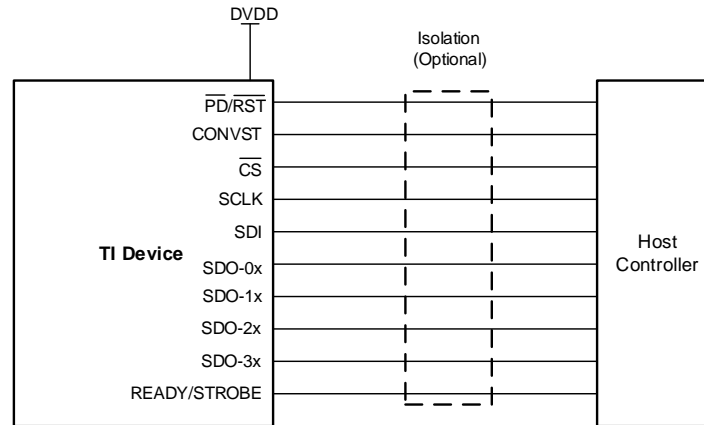 DVDD
Isolation
(Optional)
PD/RST
CONVST
CS
SCLK
SDI
TI Device
SDO-0x
SDO-1x
SDO-2x
SDO-3x
READY/STROBE
Host
Controller